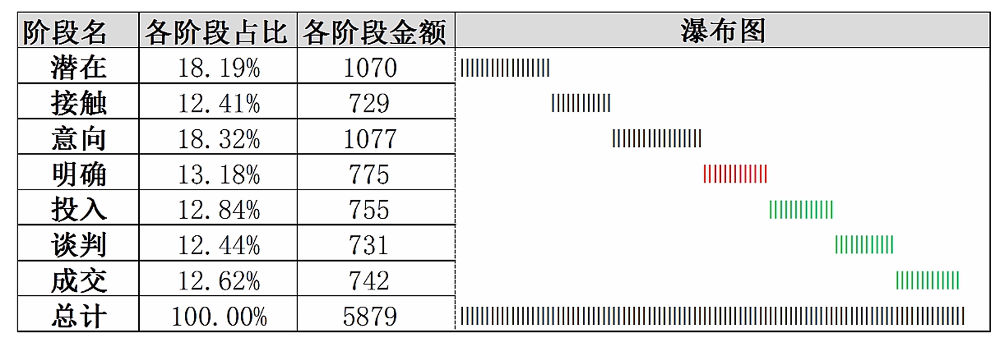 阶段名 各阶段占比 各阶段金额 瀑布图
潜在 18.19% 1070 ||||||||||||||||||
接触 12.41% 729 ||||||||||||
意向 18.32% 1077 ||||||||||||||||||
明确 13.18% 775 |||||||||||||
投入 12.84% 755 |||||||||||||
谈判 12.44% 731 ||||||||||||
成交 12.62% 742 |||||||||||||
总计 100.00% 5879 ||||||||||||||||||||||||||||||||||||||||||||||||||||||||||||||||||||||||||||||||||||||||||||||||||||